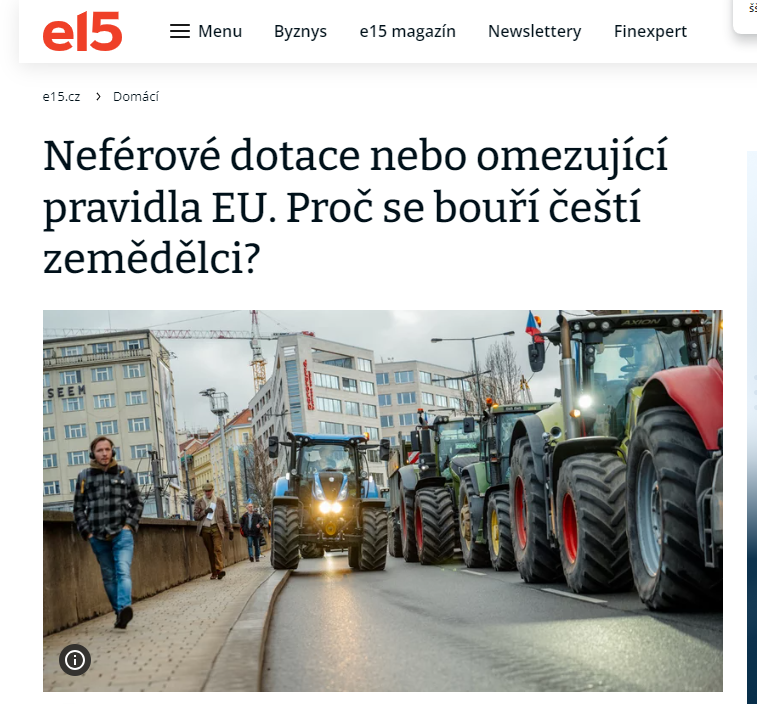 e15
Menu
Byznys
e15 magazín
Newslettery
Finexpert
e15.cz › Domácí
Neférové dotace nebo omezující
pravidla EU. Proč se bouří čeští
zemědělci?
SEEM
AXION